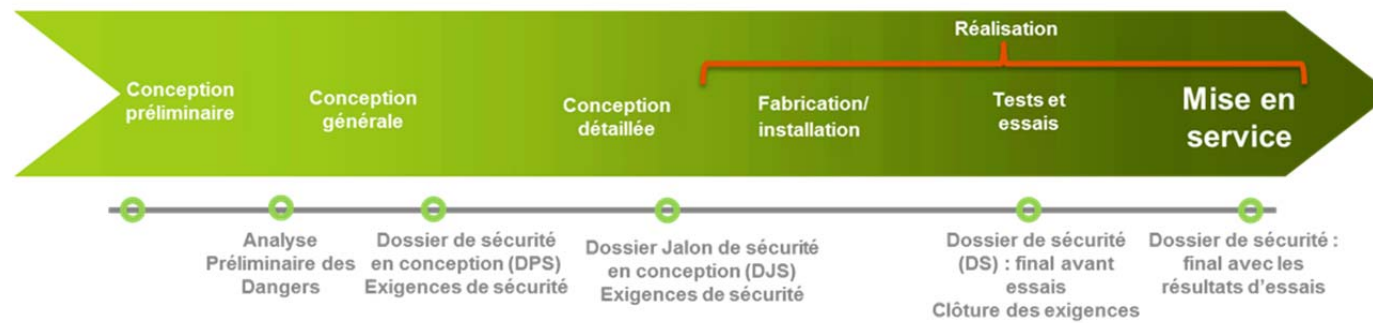 Réalisation
Conception
préliminaire
Conception
générale
Conception
détaillée
Fabrication/
installation
Tests et
essais
Mise en
service
Analyse
Préliminaire des
Dangers
Dossier de sécurité
en conception (DPS)
Exigences de sécurité
Dossier Jalon de sécurité
en conception (DJS)
Exigences de sécurité
Dossier de sécurité
(DS) : final avant
essais
Clôture des exigences
Dossier de sécurité :
final avec les
résultats d'essais